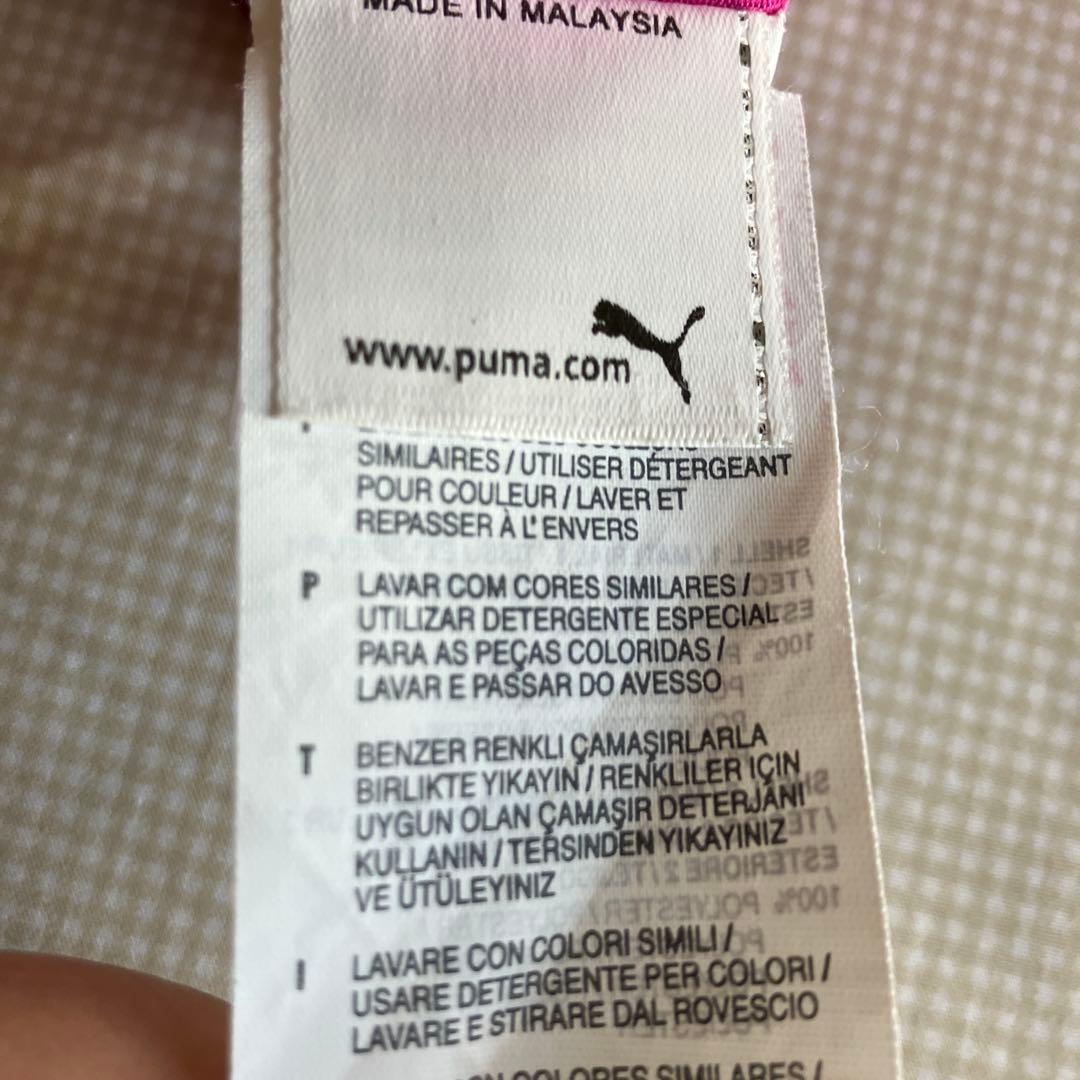 MADE IN MALAYSIA
www.puma.com
SIMILAIRES / UTILISER DÉTERGEANT
POUR COULEUR / LAVER ET
REPASSER À L'ENVERS
P LAVAR COM CORES SIMILARES /
UTILIZAR DETERGENTE ESPECIAL
PARA AS PEÇAS COLORIDAS /
LAVAR E PASSAR DO AVESSO
T BENZER RENKLI ÇAMAŞIRLARLA
BIRLIKTE YIKAYIN / RENKLILER IÇIN
UYGUN OLAN ÇAMAŞIR DETERJANI
KULLANIN / TERSINDEN YIKAYINIZ
VE ÜTÜLEYINIZ
I LAVARE CON COLORI SIMILI /
USARE DETERGENTE PER COLORI /
LAVARE E STIRARE DAL ROVESCIO
COLORES SIMILARES /